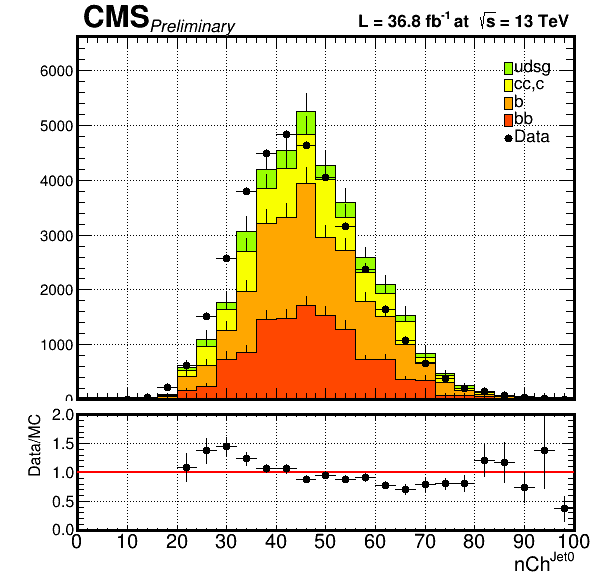 CMS Preliminary L = 36.8 fb⁻¹ at √s = 13 TeV
6000
5000
4000
3000
2000
1000
0
udsg
cc,c
b
bb
Data
Data/MC
2.0
1.5
1.0
0.5
0.0
0 10 20 30 40 50 60 70 80 90 100
nCh^Jet0